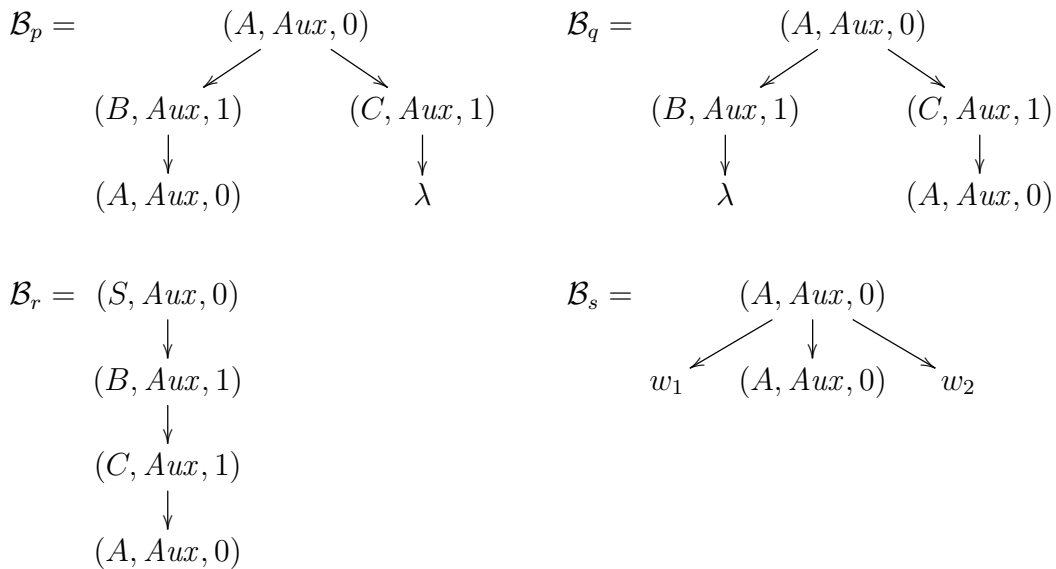 𝓑ₚ = (A, Aux, 0) 𝓑_q = (A, Aux, 0)
(B, Aux, 1) (C, Aux, 1) (B, Aux, 1) (C, Aux, 1)
(A, Aux, 0) λ λ (A, Aux, 0)
𝓑ᵣ = (S, Aux, 0) 𝓑ₛ = (A, Aux, 0)
(B, Aux, 1) w₁ (A, Aux, 0) w₂
(C, Aux, 1)
(A, Aux, 0)